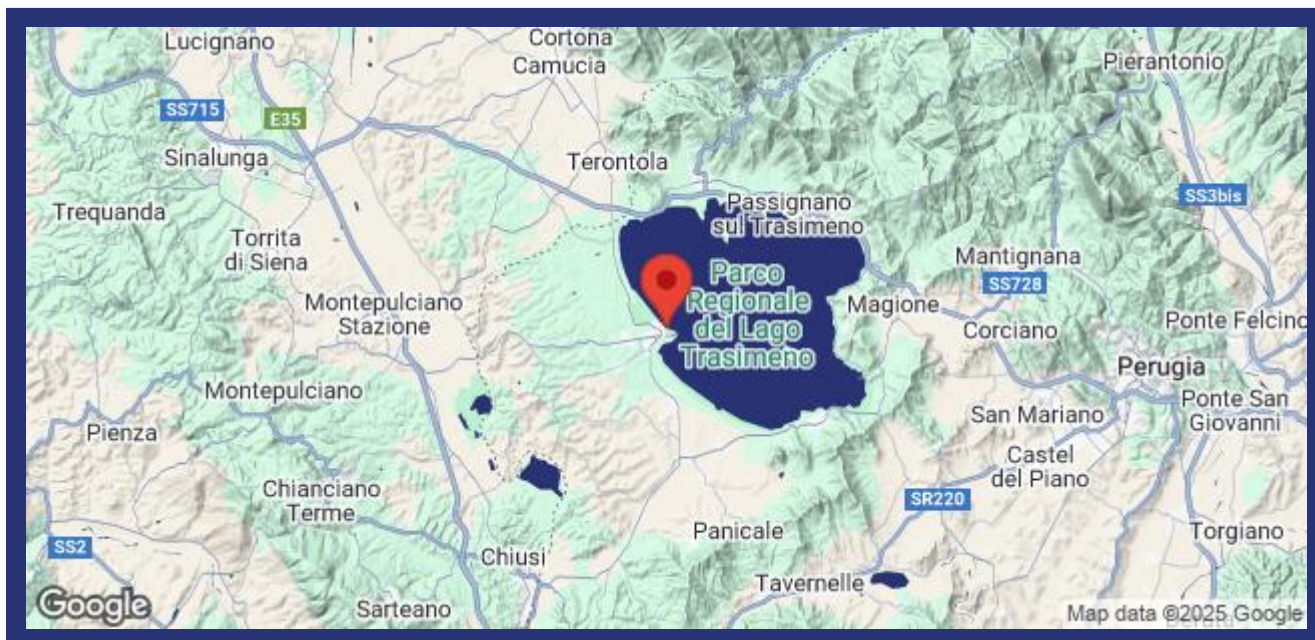 Lucignano
Cortona
Camucia
Pierantonio
SS715
E35
Sinalunga
Terontola
SS3bis
Trequanda
Passignano
sul Trasimeno
Torrita
di Siena
Mantignana
Parco
Regionale
del Lago
Trasimeno
SS728
Montepulciano
Stazione
Magione
Corciano
Ponte Felcino
Perugia
Montepulciano
Ponte San
Giovanni
San Mariano
Pienza
Castel
del Piano
Chianciano
Terme
SR220
Panicale
Torgiano
SS2
Chiusi
Tavernelle
Google
Sarteano
Map data ©2025 Google